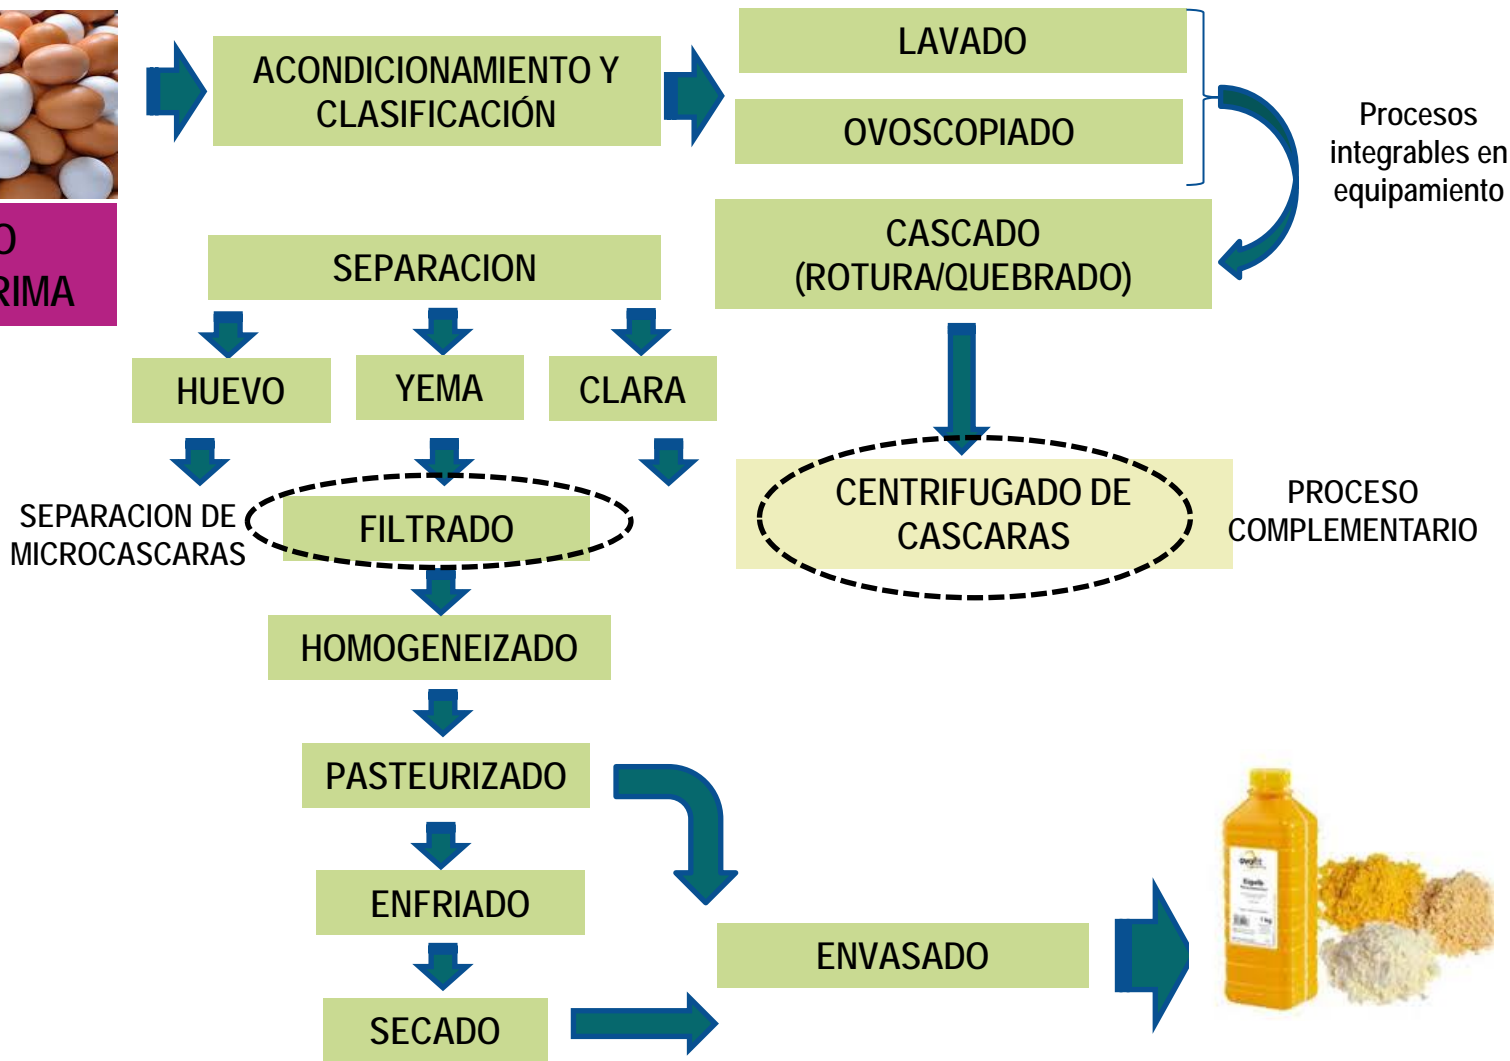 ACONDICIONAMIENTO Y
CLASIFICACIÓN
LAVADO
OVOSCOPIADO
Procesos
integrables en
equipamiento
O
RIMA
SEPARACION
CASCADO
(ROTURA/QUEBRADO)
HUEVO
YEMA
CLARA
SEPARACION DE
MICROCASCARAS
FILTRADO
CENTRIFUGADO DE
CASCARAS
PROCESO
COMPLEMENTARIO
HOMOGENEIZADO
PASTEURIZADO
ENFRIADO
ENVASADO
SECADO